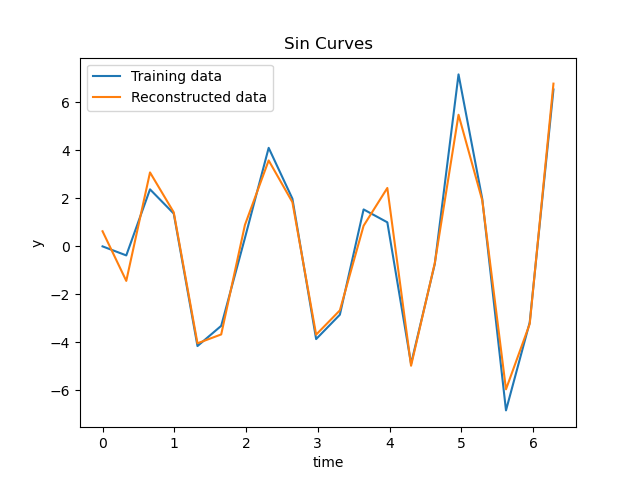 Sin Curves
Training data
Reconstructed data
6
4
2
0
−2
−4
−6
y
0 1 2 3 4 5 6
time